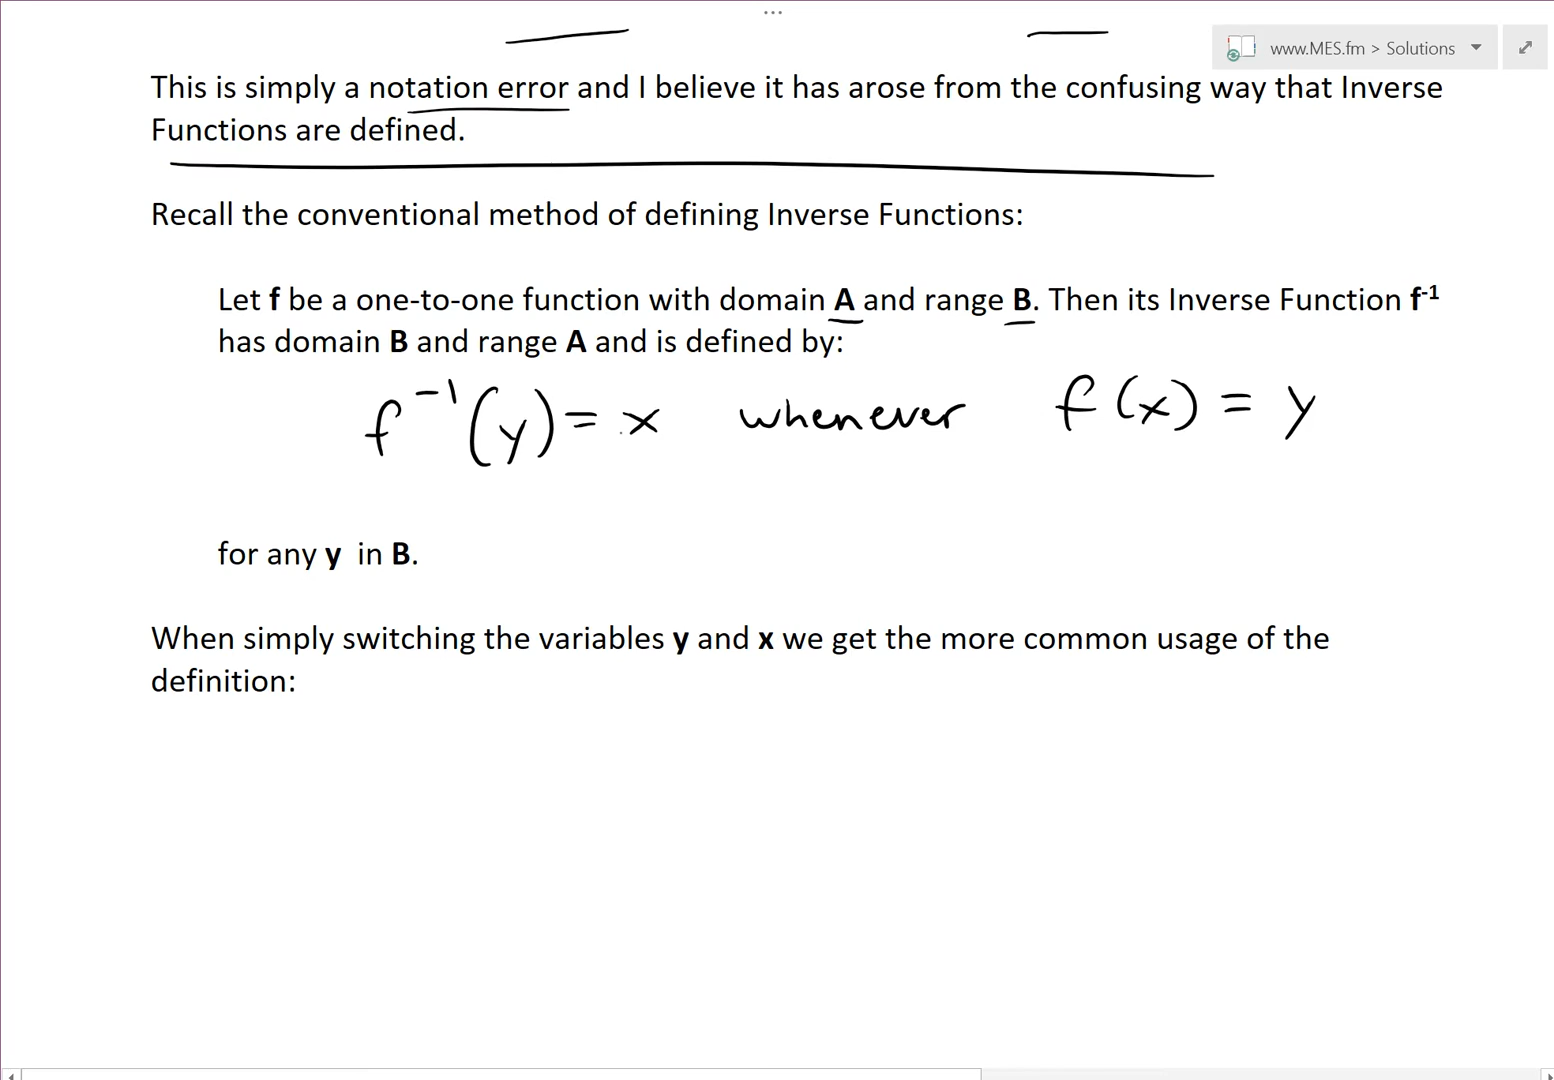 www.MES.fm > Solutions
This is simply a notation error and I believe it has arose from the confusing way that Inverse
Functions are defined.
Recall the conventional method of defining Inverse Functions:
Let f be a one-to-one function with domain A and range B. Then its Inverse Function f⁻¹
has domain B and range A and is defined by:
f⁻¹(y) = x whenever f(x) = y
for any y in B.
When simply switching the variables y and x we get the more common usage of the
definition: